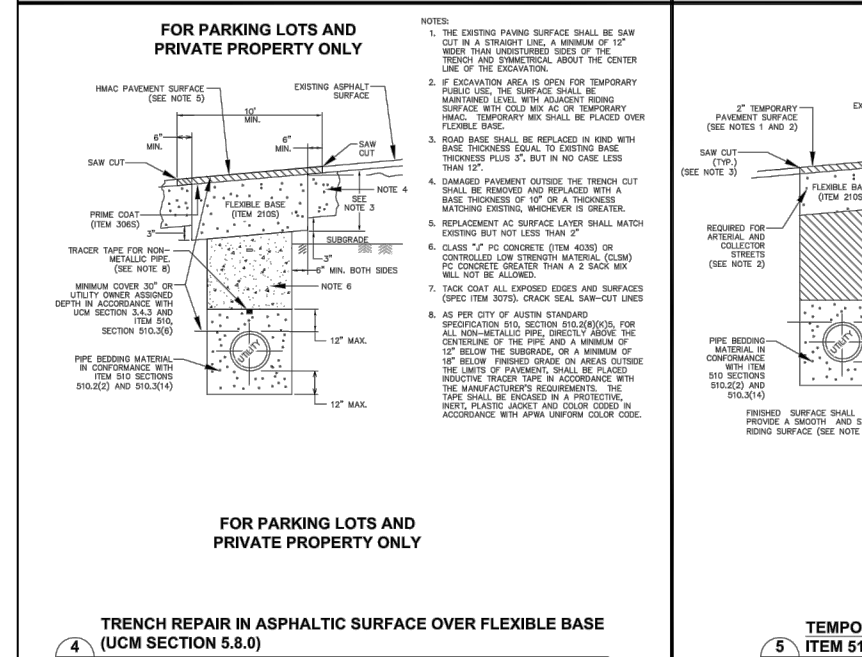 FOR PARKING LOTS AND
PRIVATE PROPERTY ONLY
HMAC PAVEMENT SURFACE
(SEE NOTE 5)
EXISTING ASPHALT
SURFACE
10'
MIN.
6"
MIN.
6"
MIN.
SAW
CUT
SAW CUT
NOTE 4
SEE
NOTE 3
FLEXIBLE BASE
(ITEM 210S)
PRIME COAT
(ITEM 306S)
3"
SUBGRADE
TRACER TAPE FOR NON-
METALLIC PIPE.
(SEE NOTE 8)
3"
6" MIN. BOTH SIDES
NOTE 6
MINIMUM COVER 30" OR
UTILITY OWNER ASSIGNED
DEPTH IN ACCORDANCE WITH
UCM SECTION 3.4.3 AND
ITEM 510,
SECTION 510.3(6)
12" MAX.
UTILITY
PIPE BEDDING MATERIAL
IN CONFORMANCE WITH
ITEM 510 SECTIONS
510.2(2) AND 510.3(14)
12" MAX.
NOTES:
1. THE EXISTING PAVING SURFACE SHALL BE SAW
CUT IN A STRAIGHT LINE, A MINIMUM OF 12"
WIDER THAN UNDISTURBED SIDES OF THE
TRENCH AND SYMMETRICAL ABOUT THE CENTER
LINE OF THE EXCAVATION.
2. IF EXCAVATION AREA IS OPEN FOR TEMPORARY
PUBLIC USE, THE SURFACE SHALL BE
MAINTAINED LEVEL WITH ADJACENT RIDING
SURFACE WITH COLD MIX AC OR TEMPORARY
HMAC. TEMPORARY MIX SHALL BE PLACED OVER
FLEXIBLE BASE.
3. ROAD BASE SHALL BE REPLACED IN KIND WITH
BASE THICKNESS EQUAL TO EXISTING BASE
THICKNESS PLUS 3", BUT IN NO CASE LESS
THAN 12".
4. DAMAGED PAVEMENT OUTSIDE THE TRENCH CUT
SHALL BE REMOVED AND REPLACED WITH A
BASE THICKNESS OF 10" OR A THICKNESS
MATCHING EXISTING, WHICHEVER IS GREATER.
5. REPLACEMENT AC SURFACE LAYER SHALL MATCH
EXISTING BUT NOT LESS THAN 2"
6. CLASS "J" PC CONCRETE (ITEM 403S) OR
CONTROLLED LOW STRENGTH MATERIAL (CLSM)
PC CONCRETE GREATER THAN A 2 SACK MIX
WILL NOT BE ALLOWED.
7. TACK COAT ALL EXPOSED EDGES AND SURFACES
(SPEC ITEM 307S). CRACK SEAL SAW-CUT LINES
8. AS PER CITY OF AUSTIN STANDARD
SPECIFICATION 510, SECTION 510.2(8)(K)5, FOR
ALL NON-METALLIC PIPE, DIRECTLY ABOVE THE
CENTERLINE OF THE PIPE AND A MINIMUM OF
12" BELOW THE SUBGRADE, OR A MINIMUM OF
18" BELOW FINISHED GRADE ON AREAS OUTSIDE
THE LIMITS OF PAVEMENT, SHALL BE PLACED
INDUCTIVE TRACER TAPE IN ACCORDANCE WITH
THE MANUFACTURER'S REQUIREMENTS. THE
TAPE SHALL BE ENCASED IN A PROTECTIVE,
INERT, PLASTIC JACKET AND COLOR CODED IN
ACCORDANCE WITH APWA UNIFORM COLOR CODE.
FOR PARKING LOTS AND
PRIVATE PROPERTY ONLY
4
TRENCH REPAIR IN ASPHALTIC SURFACE OVER FLEXIBLE BASE
(UCM SECTION 5.8.0)
2" TEMPORARY
PAVEMENT SURFACE
(SEE NOTES 1 AND 2)
EX
SAW CUT
(TYP.)
(SEE NOTE 3)
FLEXIBLE BA
(ITEM 210S
REQUIRED FOR
ARTERIAL AND
COLLECTOR
STREETS
(SEE NOTE 2)
UTILITY
PIPE BEDDING
MATERIAL IN
CONFORMANCE
WITH ITEM
510 SECTIONS
510.2(2) AND
510.3(14)
FINISHED SURFACE SHALL
PROVIDE A SMOOTH AND S
RIDING SURFACE (SEE NOTE
5
TEMPO
ITEM 51